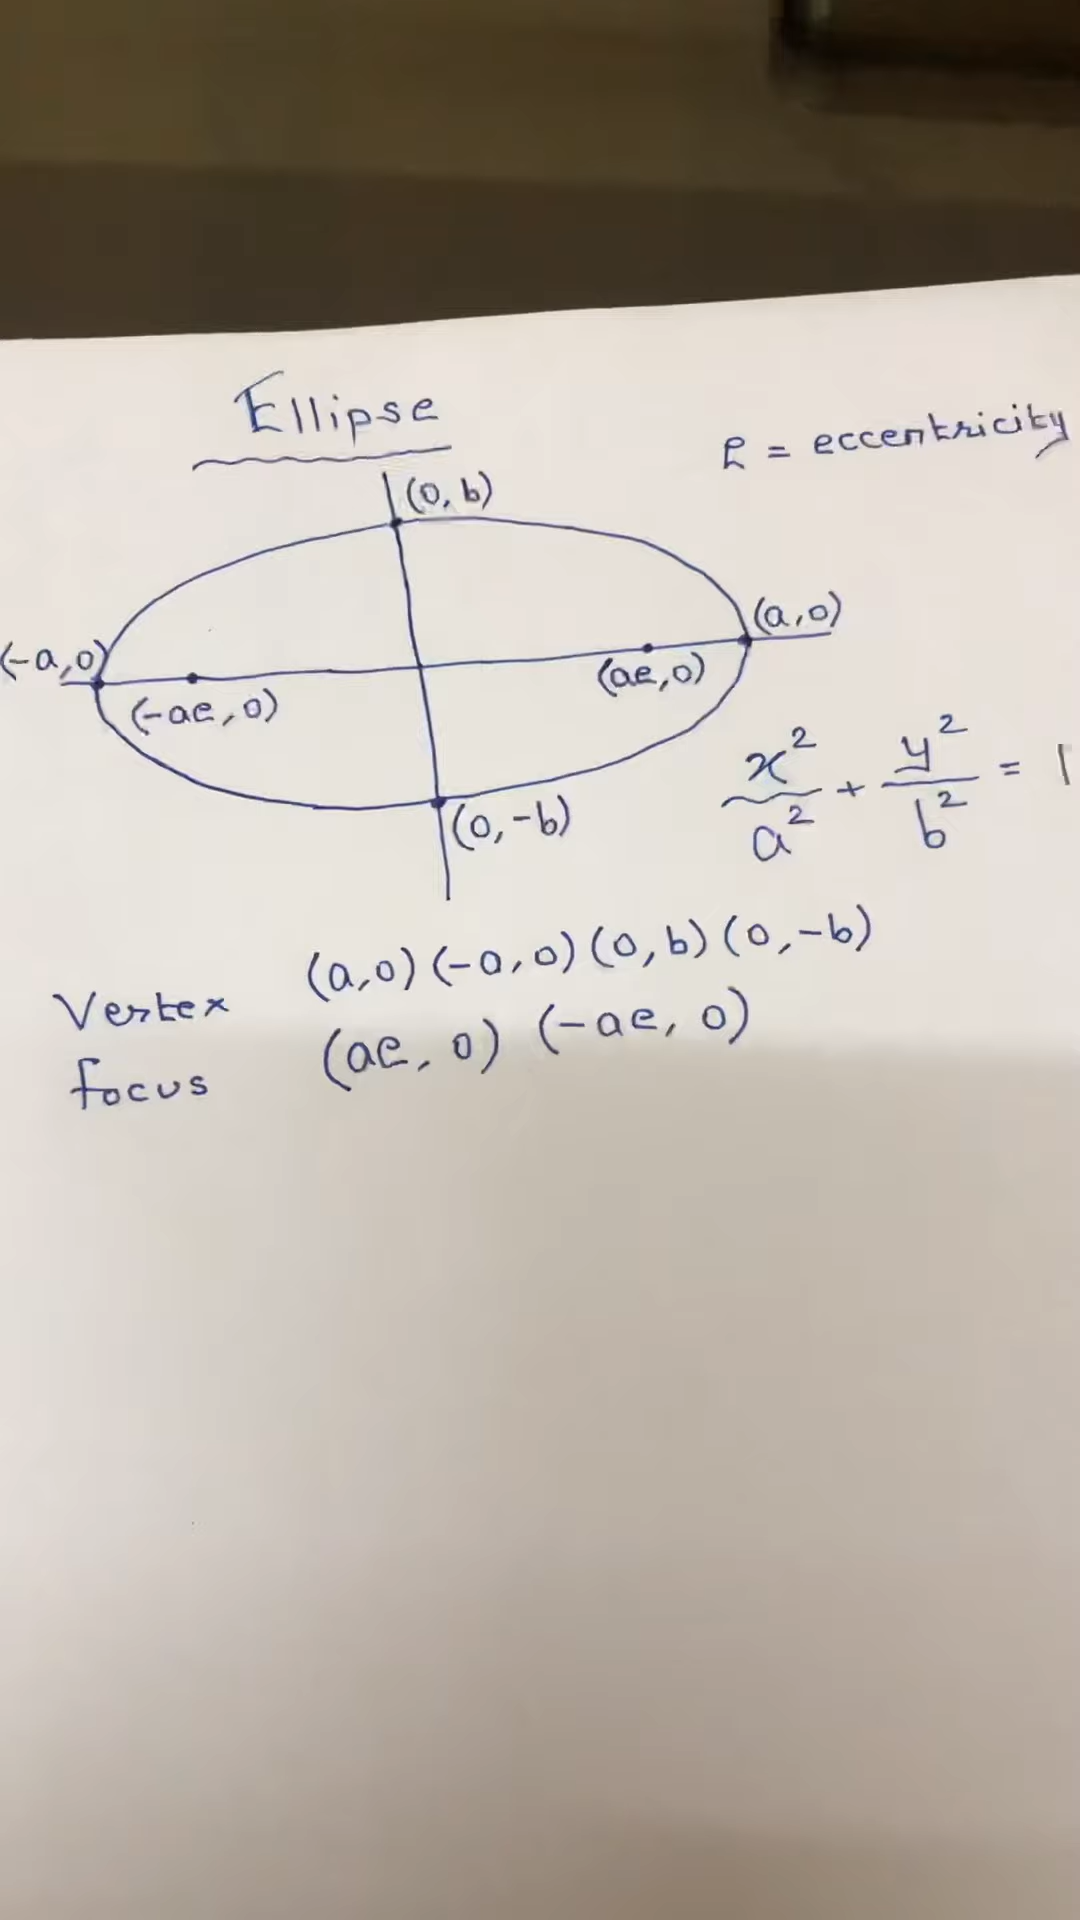 Ellipse
e = eccentricity
(0, b)
(a,0)
(-a,0)
(ae,0)
(-ae,0)
x²/a² + y²/b² = 1
(0,-b)
Vertex (a,0) (-a,0) (0,b) (0,-b)
focus (ae,0) (-ae,0)